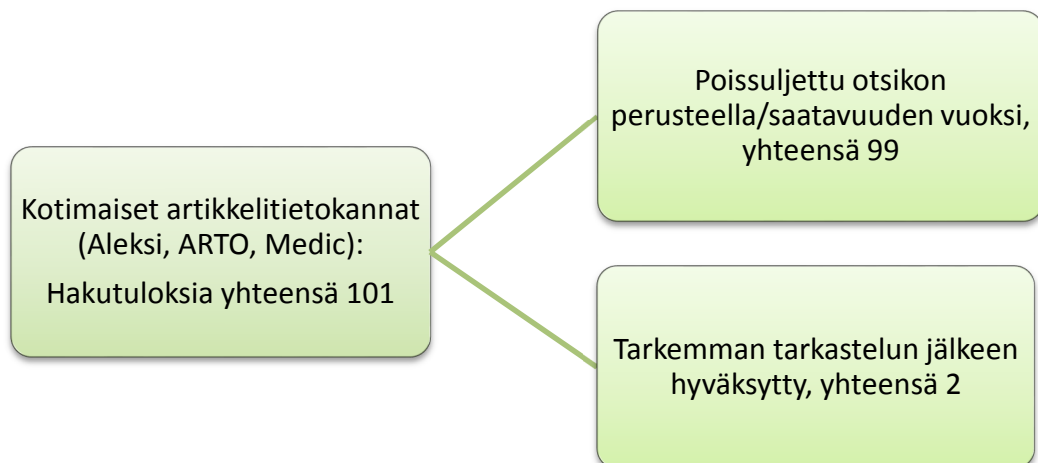 Kotimaiset artikkelitietokannat
(Aleksi, ARTO, Medic):
Hakutuloksia yhteensä 101
Poissuljettu otsikon
perusteella/saatavuuden vuoksi,
yhteensä 99
Tarkemman tarkastelun jälkeen
hyväksytty, yhteensä 2